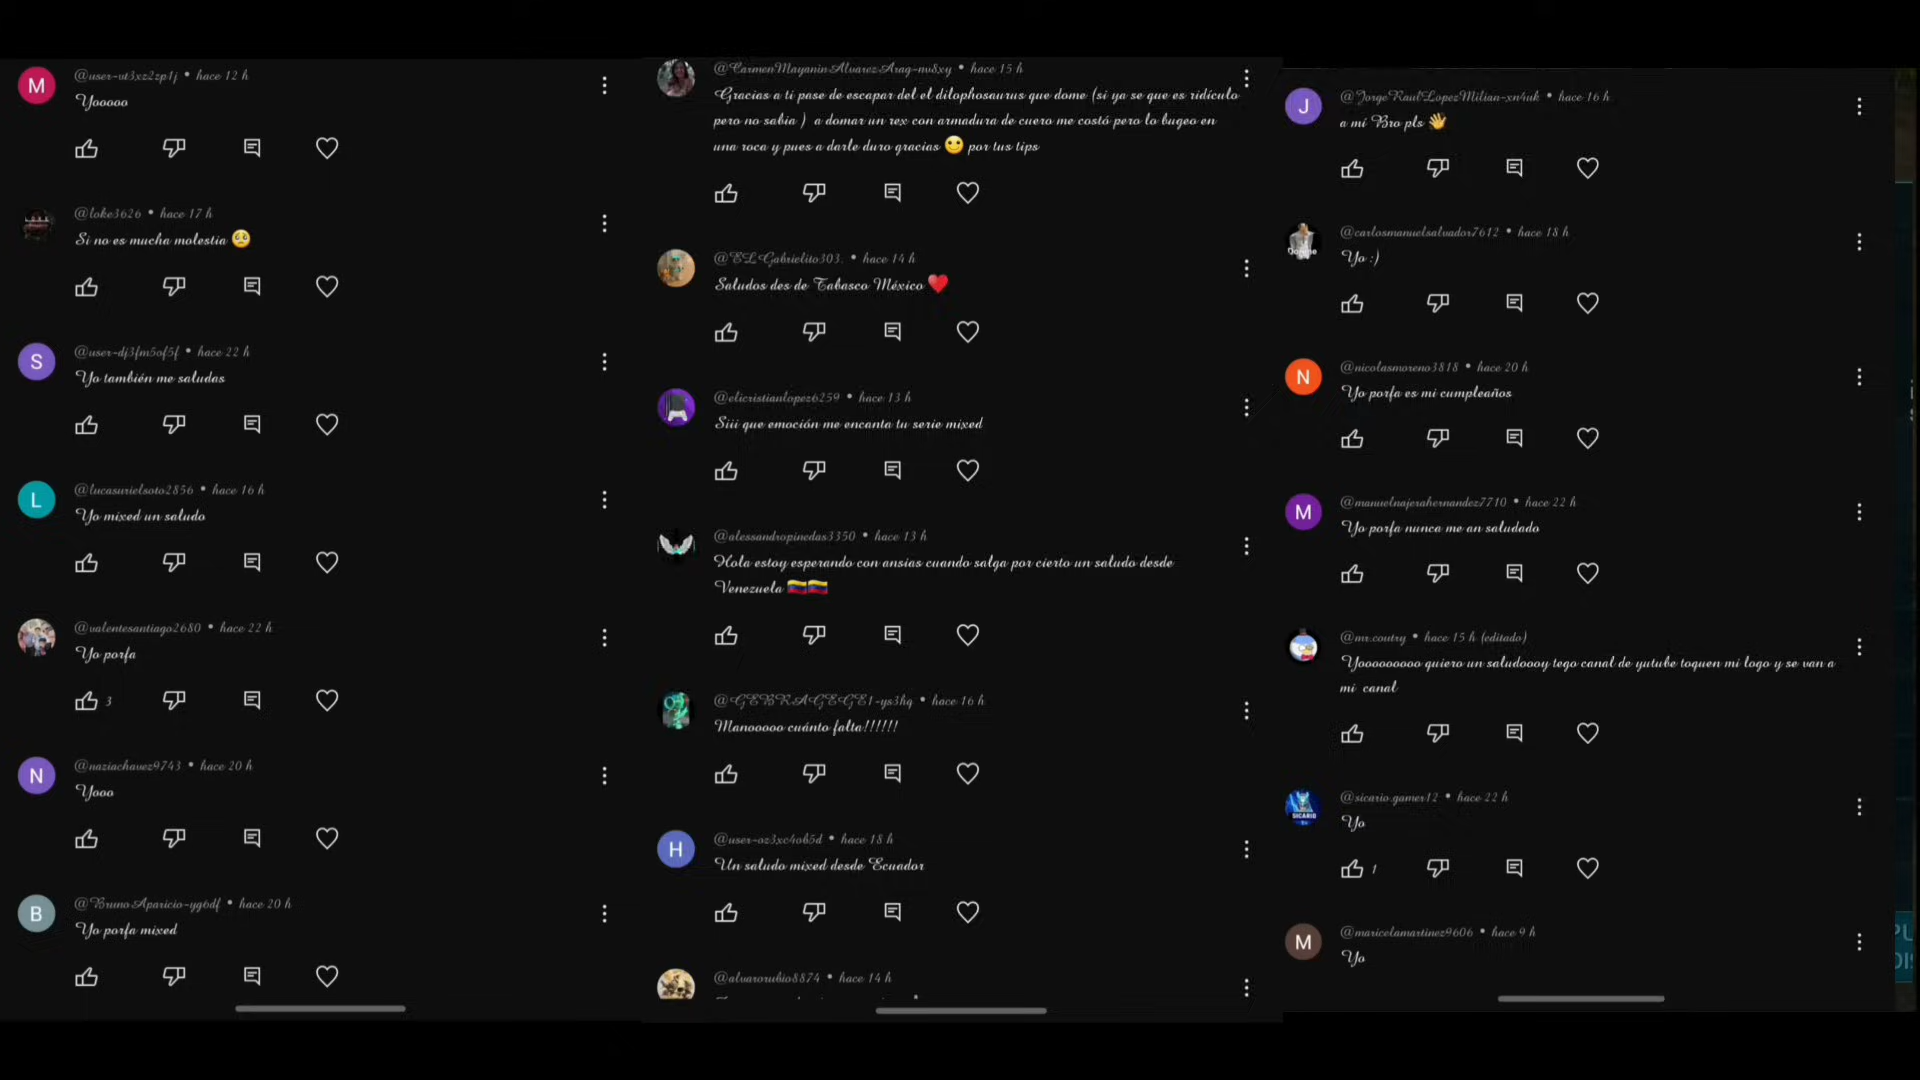 @user-vt3xz2zp1j • hace 12 h
Yooooo
@loke3626 • hace 17 h
Si no es mucha molestia 🥺
@user-dj3fm5of5f • hace 22 h
Yo también me saludas
@lucasurielsoto2856 • hace 16 h
Yo mixed un saludo
@valentesantiago2680 • hace 22 h
Yo porfa
3
@naziachavez9743 • hace 20 h
Yooo
@BrunoAparicio-yg6df • hace 20 h
Yo porfa mixed
@CarmenMayaninAlvarezArag-nv8xy • hace 15 h
Gracias a ti pase de escapar del el dilophosaurus que dome (si ya se que es ridículo
pero no sabia ) a domar un rex con armadura de cuero me costó pero lo bugeo en
una roca y pues a darle duro gracias 🙂 por tus tips
@ELGabrielito303. • hace 14 h
Saludos des de Tabasco México ❤️
@elicristianlopez6259 • hace 13 h
Siii que emoción me encanta tu serie mixed
@alessandropinedas3350 • hace 13 h
Hola estoy esperando con ansias cuando salga por cierto un saludo desde
Venezuela 🇻🇪🇻🇪
@GEBRAGEGE1-ys3hq • hace 16 h
Manooooo cuánto falta!!!!!!
@user-oz3xc4ob5d • hace 18 h
Un saludo mixed desde Ecuador
@alvarorubio8874 • hace 14 h
@JorgeRaulLopezMilian-xn4uk • hace 16 h
a mí Bro pls 👋
@carlosmanuelsalvador7612 • hace 18 h
Yo :)
@nicolasmoreno3818 • hace 20 h
Yo porfa es mi cumpleaños
@manuelnajerahernandez7710 • hace 22 h
Yo porfa nunca me an saludado
@mr.coutry • hace 15 h (editado)
Yooooooooo quiero un saludoooy tego canal de yutube toquen mi logo y se van a
mi canal
@sicario.gamer12 • hace 22 h
Yo
1
@maricelamartinez9606 • hace 9 h
Yo